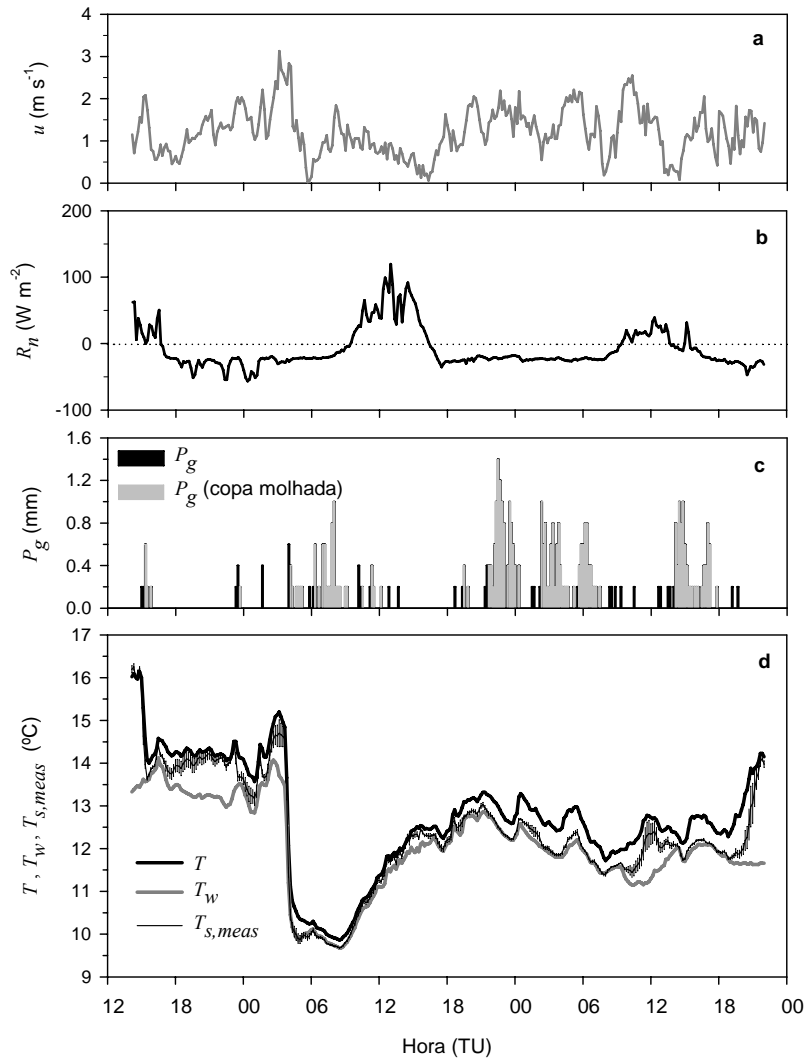 4
a
3
u (m s-1)
2
1
0
200
b
100
Rn (W m-2)
0
-100
1.6
Pg
c
1.2
Pg (copa molhada)
Pg (mm)
0.8
0.4
0.0
17
d
16
15
T , Tw , Ts,meas (ºC)
14
13
12
T
11
Tw
10
Ts,meas
9
12 18 00 06 12 18 00 06 12 18 00
Hora (TU)